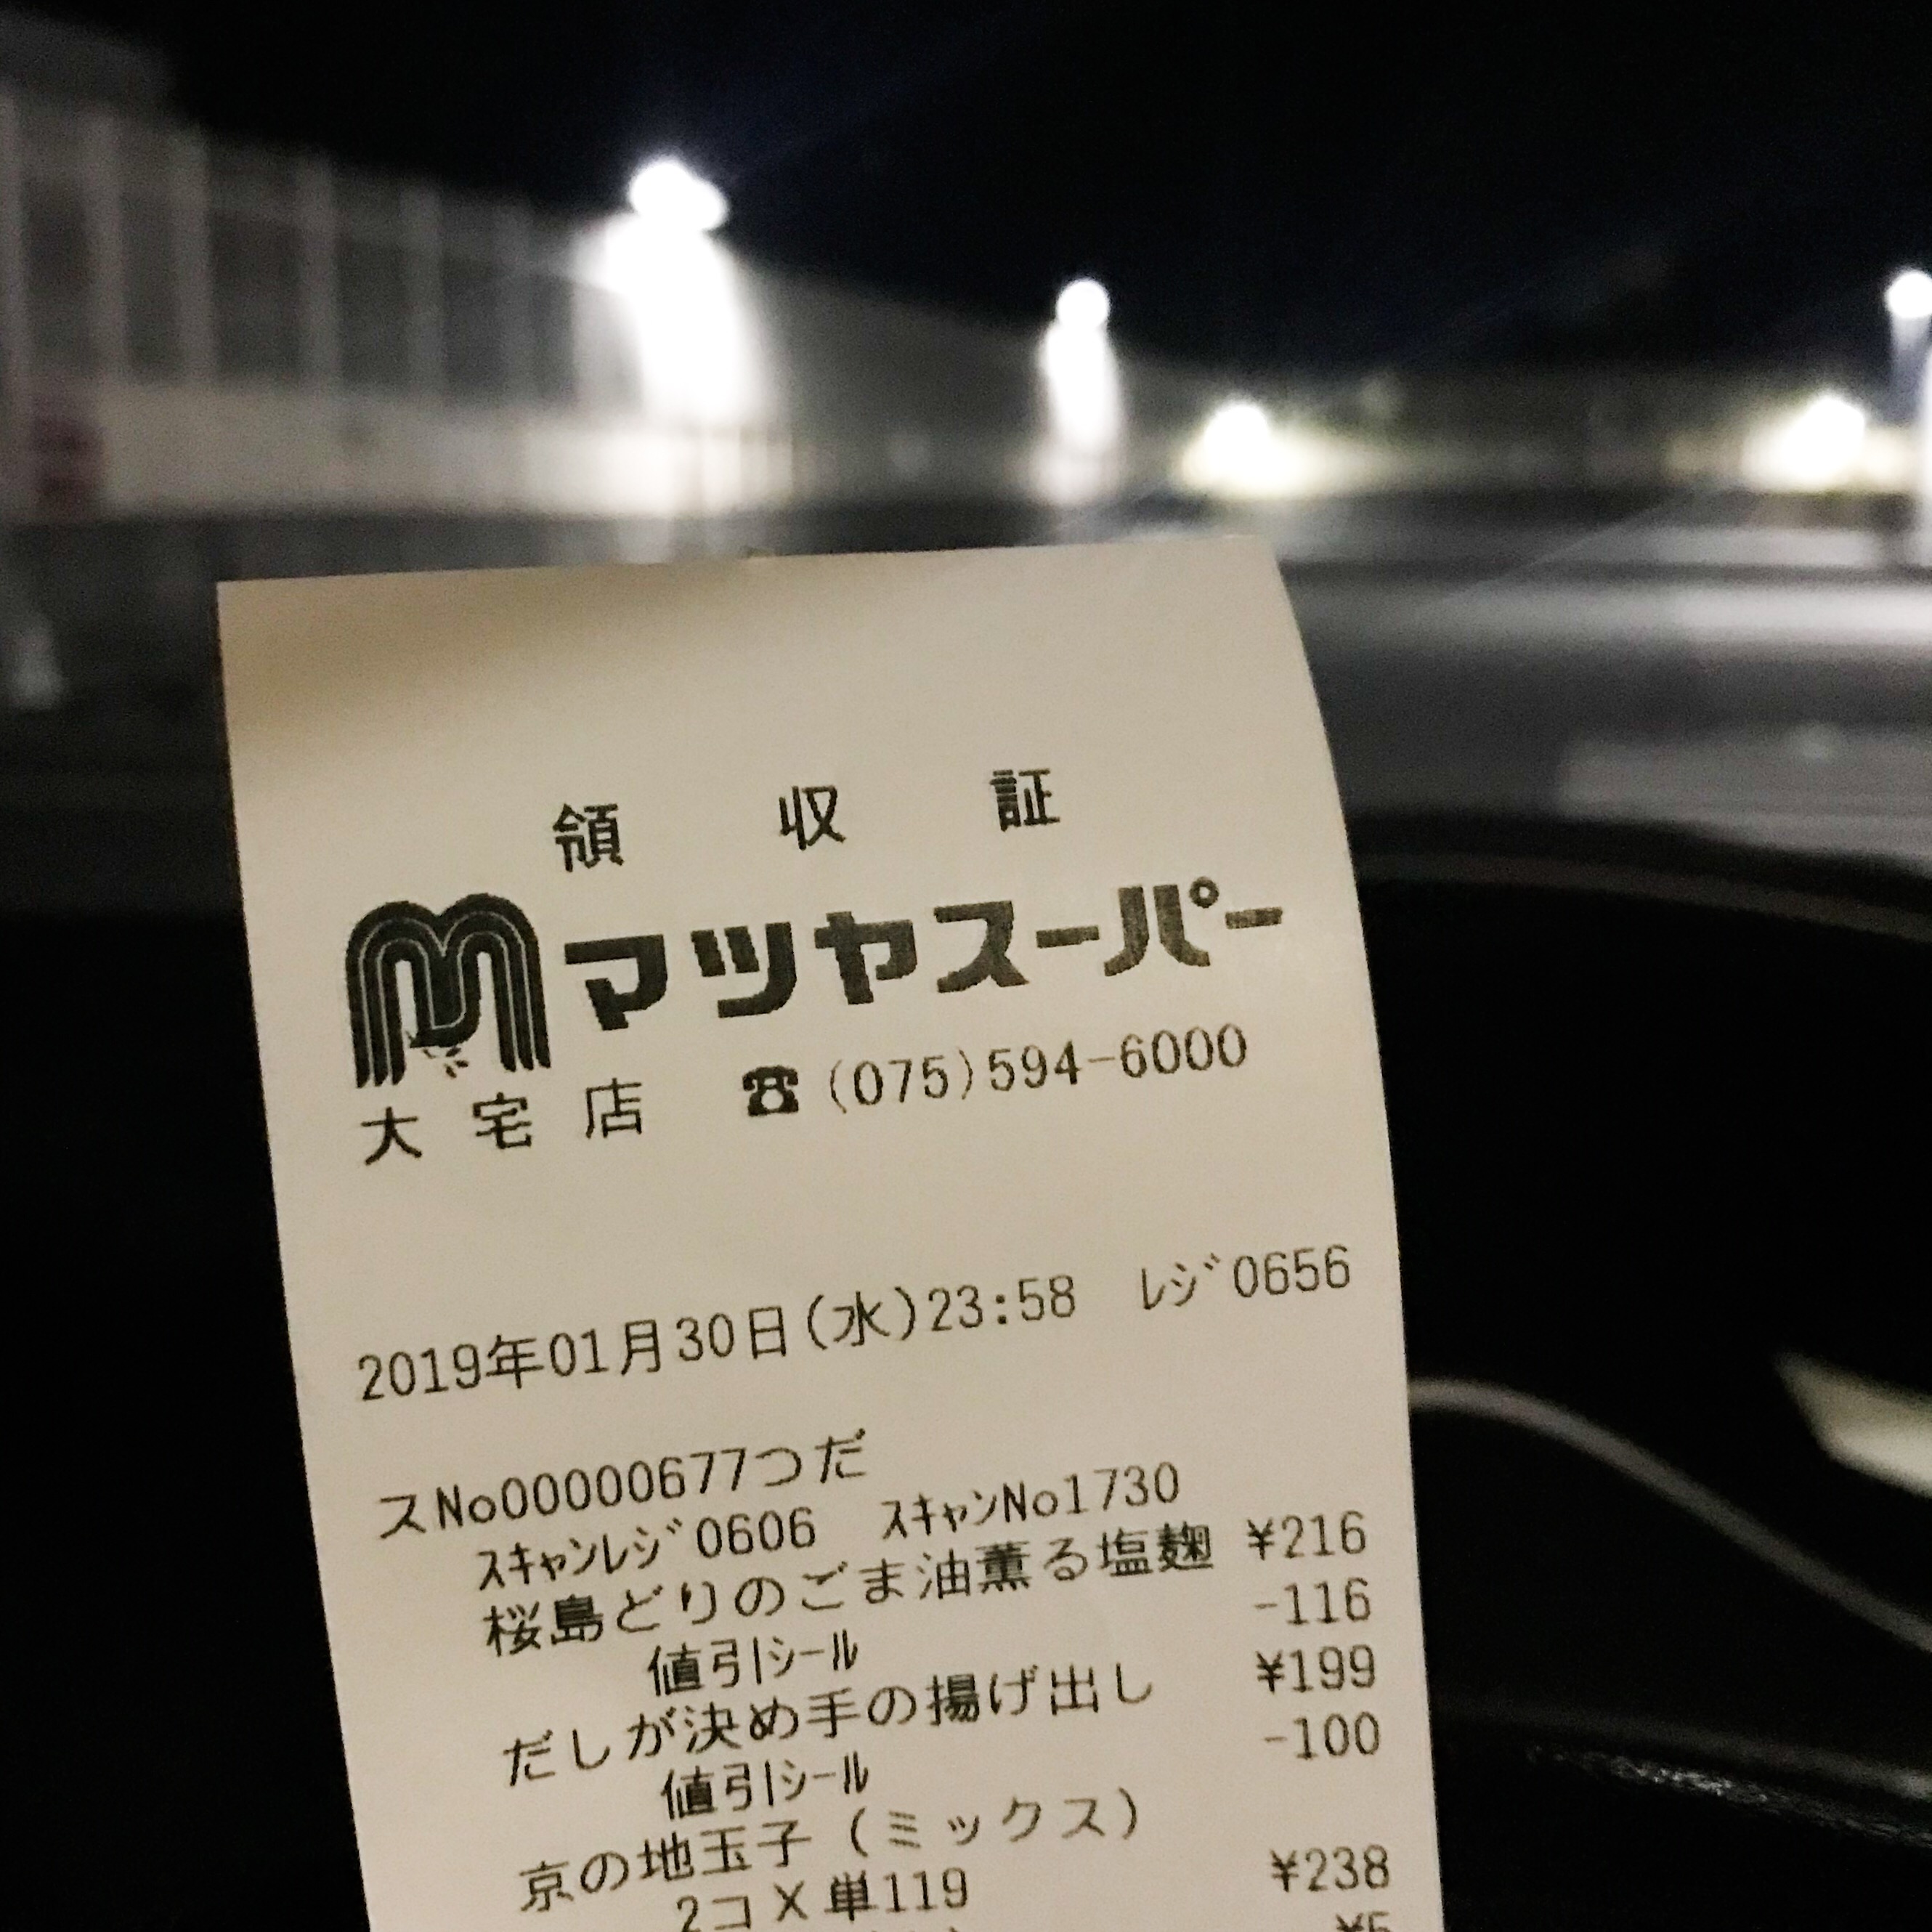 領収証
マツヤスーパー
大宅店 ☎(075)594-6000
2019年01月30日(水)23:58 ﾚｼﾞ0656
スNo00000677つだ
ｽｷｬﾝﾚｼﾞ0606 ｽｷｬﾝNo1730
桜島どりのごま油薫る塩麹 ¥216
値引ｼｰﾙ -116
だしが決め手の揚げ出し ¥199
値引ｼｰﾙ -100
京の地玉子(ミックス)
2コX単119 ¥238
¥5